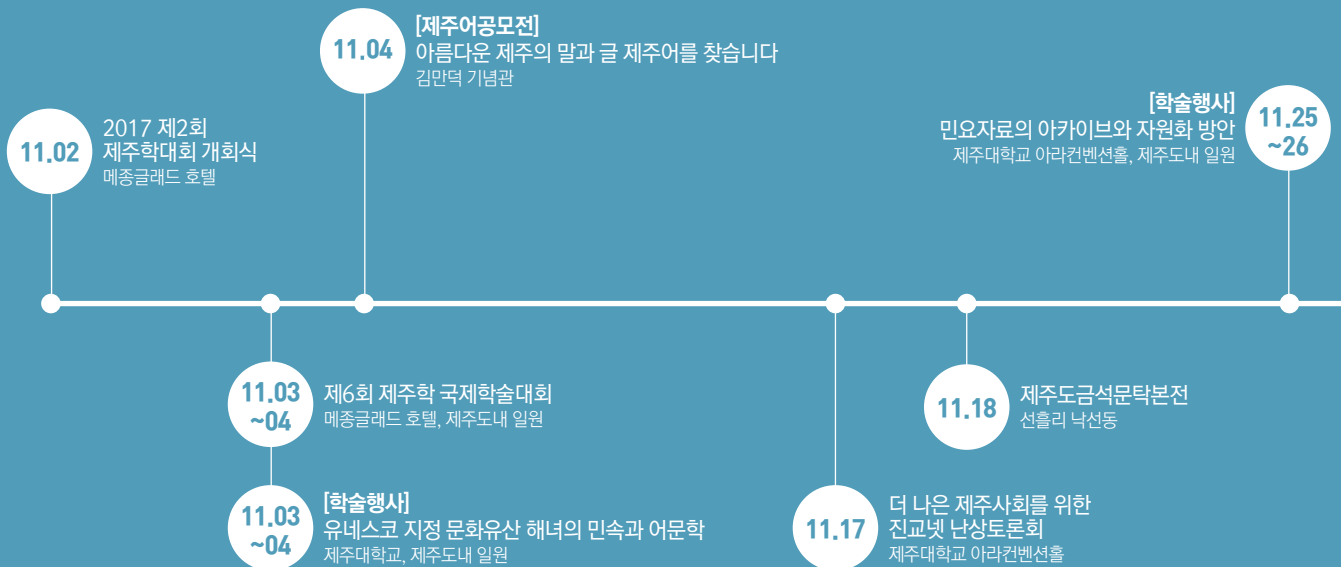 11.02
2017 제2회
제주학대회 개회식
메종글래드 호텔
11.04
[제주어공모전]
아름다운 제주의 말과 글 제주어를 찾습니다
김만덕 기념관
[학술행사]
민요자료의 아카이브와 자원화 방안
제주대학교 아라컨벤션홀, 제주도내 일원
11.25
~26
11.03
~04
제6회 제주학 국제학술대회
메종글래드 호텔, 제주도내 일원
11.03
~04
[학술행사]
유네스코 지정 문화유산 해녀의 민속과 어문학
제주대학교, 제주도내 일원
11.17
더 나은 제주사회를 위한
진교넷 난상토론회
제주대학교 아라컨벤션홀
11.18
제주도금석문탁본전
선흘리 낙선동